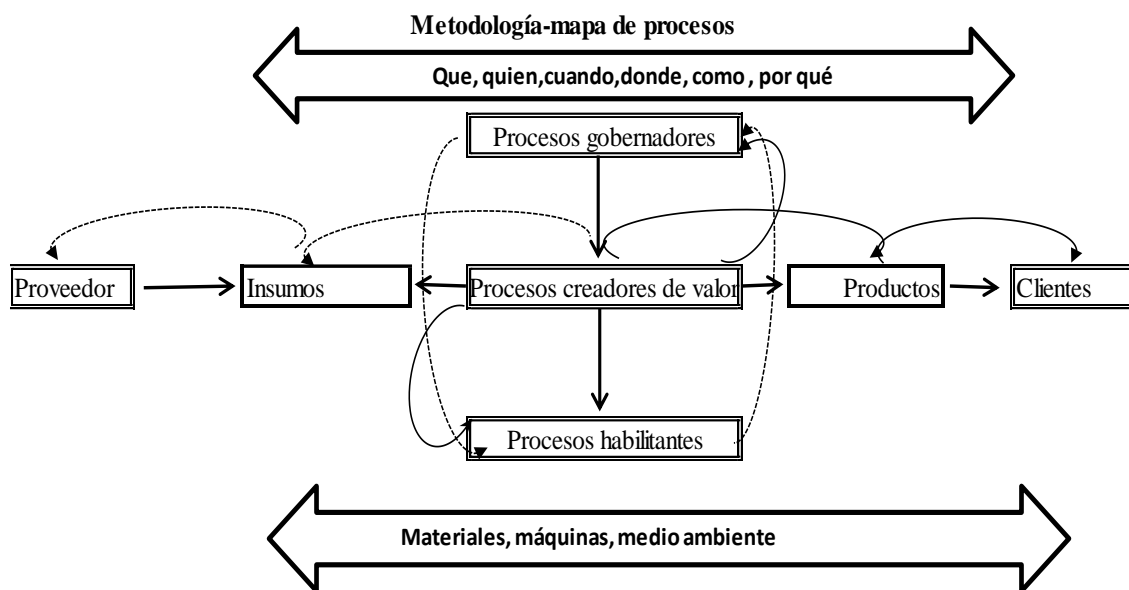 Metodología-mapa de procesos
Que, quien,cuando,donde, como , por qué
Procesos gobernadores
Proveedor
Insumos
Procesos creadores de valor
Productos
Clientes
Procesos habilitantes
Materiales, máquinas, medio ambiente